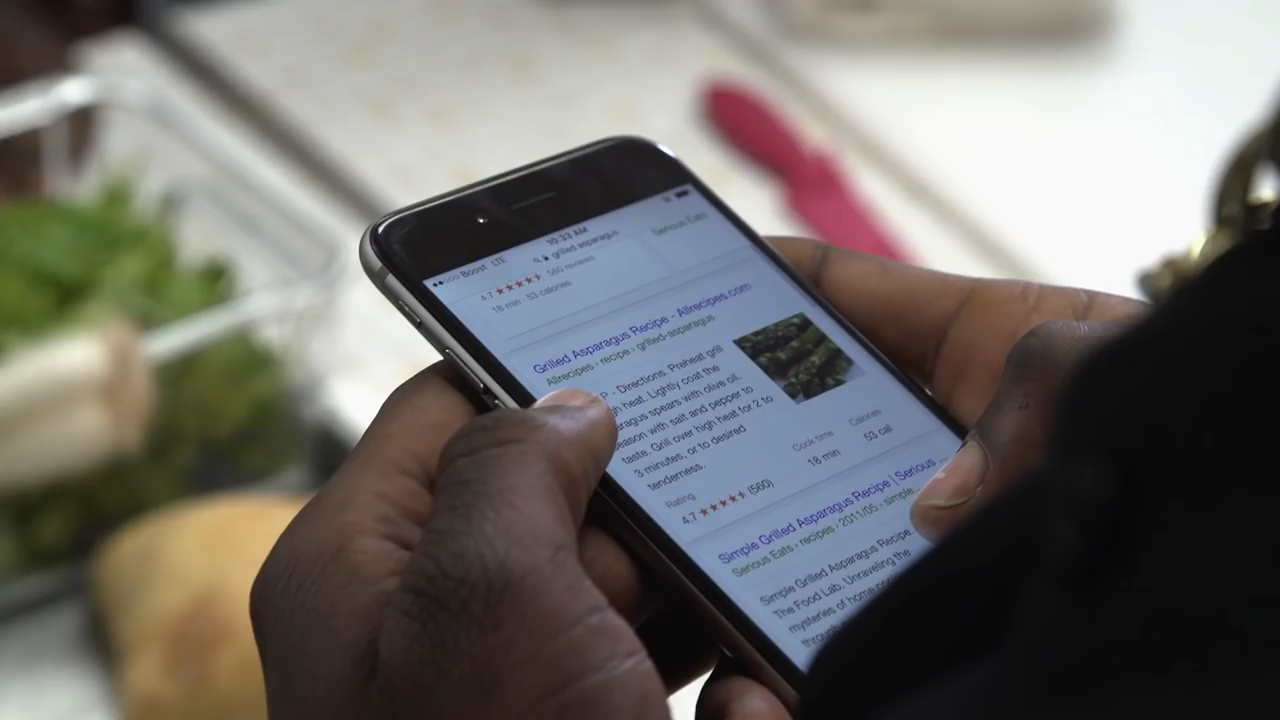 Boost LTE
10:33 AM
grilled asparagus
4.7 560 reviews
18 min · 53 calories
Serious Eats
Grilled Asparagus Recipe - Allrecipes.com
Allrecipes › recipe › grilled-asparagus
P - Directions. Preheat grill
gh heat. Lightly coat the
aragus spears with olive oil.
eason with salt and pepper to
taste. Grill over high heat for 2 to
3 minutes, or to desired
tenderness.
Rating
4.7 (560)
Cook time
18 min
Calories
53 cal
Simple Grilled Asparagus Recipe | Serious ...
Serious Eats › recipes › 2011/05 › simple...
Simple Grilled Asparagus Recipe.
The Food Lab. Unraveling the
mysteries of home
through